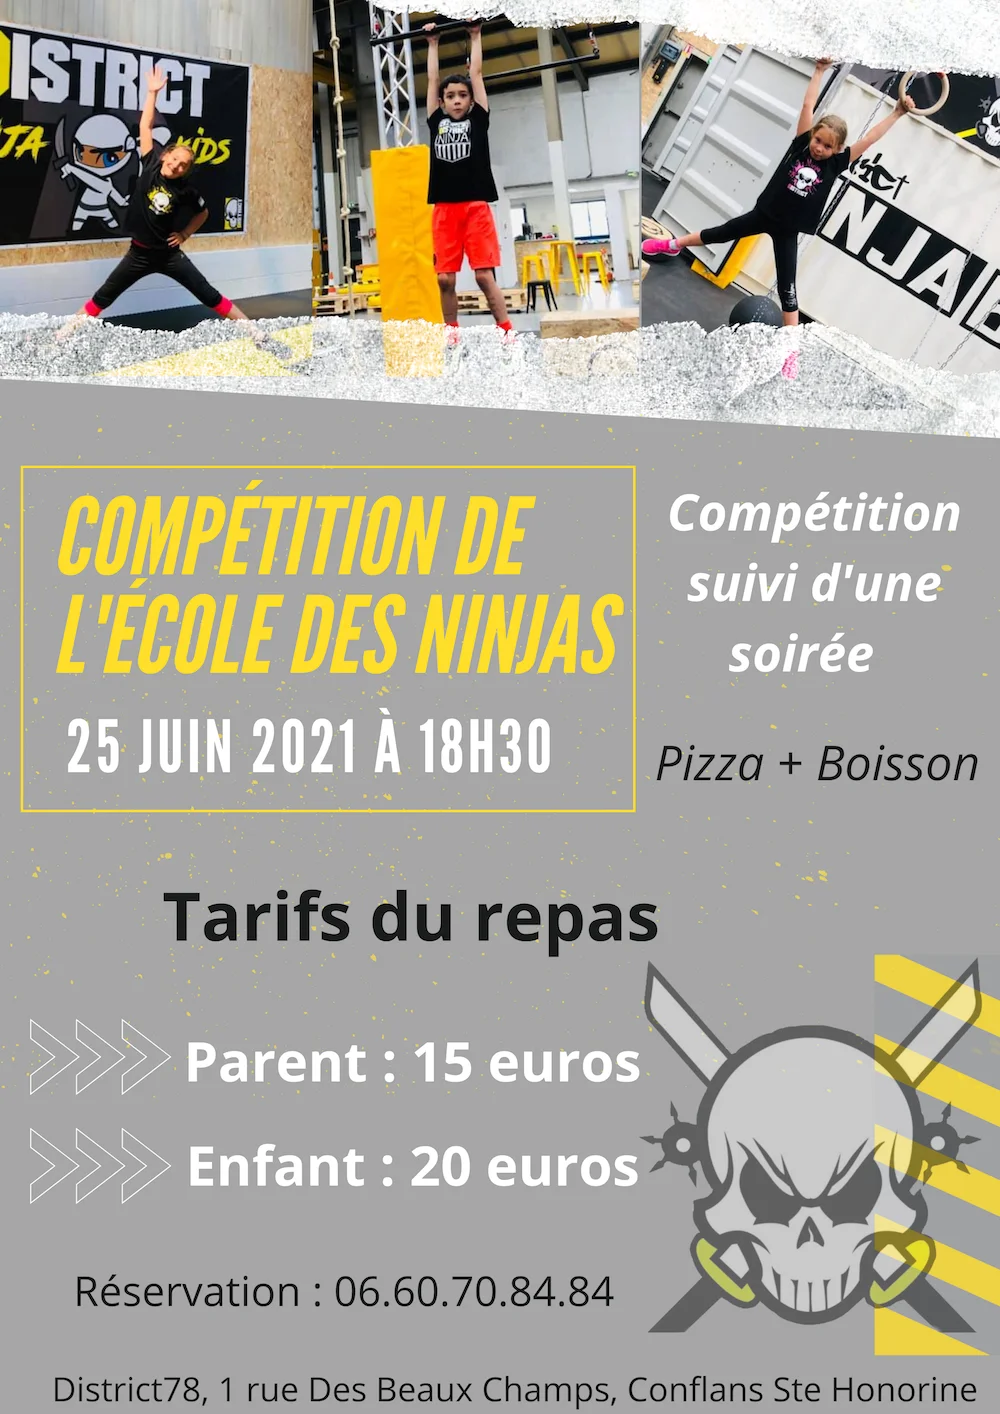 DISTRICT
NINJA
COMPÉTITION DE
L'ÉCOLE DES NINJAS
25 JUIN 2021 À 18H30
Compétition
suivi d'une
soirée
Pizza + Boisson
Tarifs du repas
Parent : 15 euros
Enfant : 20 euros
Réservation : 06.60.70.84.84
District78, 1 rue Des Beaux Champs, Conflans Ste Honorine